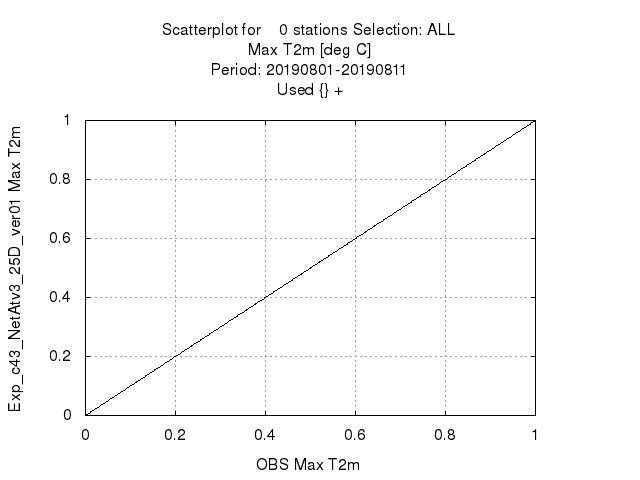 Scatterplot for    0 stations Selection: ALL
Max T2m [deg C]
Period: 20190801-20190811
Used {} +
1
0.8
0.6
0.4
0.2
0
Exp_c43_NetAtv3_25D_ver01 Max T2m
0 0.2 0.4 0.6 0.8 1
OBS Max T2m